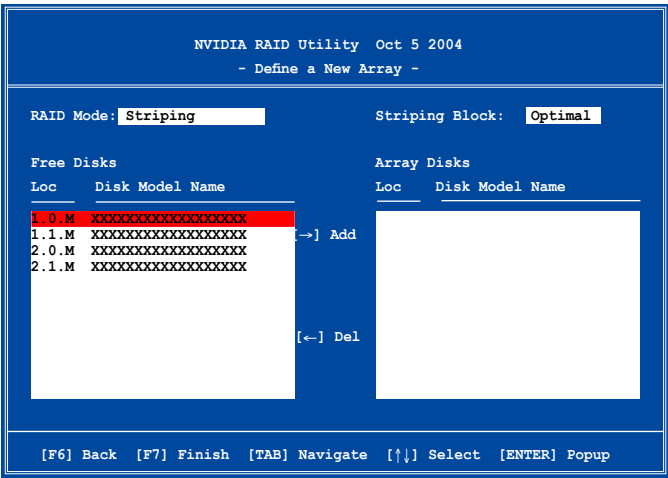 NVIDIA RAID Utility Oct 5 2004
- Define a New Array -
RAID Mode: Striping
Striping Block: Optimal
Free Disks
Array Disks
Loc Disk Model Name
Loc Disk Model Name
1.0.M XXXXXXXXXXXXXXXXXX
1.1.M XXXXXXXXXXXXXXXXXX
2.0.M XXXXXXXXXXXXXXXXXX
2.1.M XXXXXXXXXXXXXXXXXX
[→] Add
[←] Del
[F6] Back [F7] Finish [TAB] Navigate [↑↓] Select [ENTER] Popup